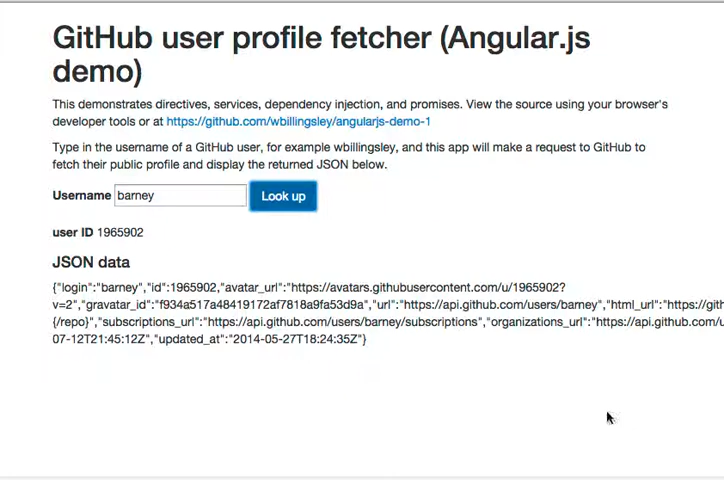 GitHub user profile fetcher (Angular.js
demo)
This demonstrates directives, services, dependency injection, and promises. View the source using your browser's
developer tools or at https://github.com/wbillingsley/angularjs-demo-1
Type in the username of a GitHub user, for example wbillingsley, and this app will make a request to GitHub to
fetch their public profile and display the returned JSON below.
Username barney Look up
user ID 1965902
JSON data
{"login":"barney","id":1965902,"avatar_url":"https://avatars.githubusercontent.com/u/1965902?
v=2","gravatar_id":"f934a517a48419172af7818a9fa53d9a","url":"https://api.github.com/users/barney","html_url":"https://gith
{/repo}","subscriptions_url":"https://api.github.com/users/barney/subscriptions","organizations_url":"https://api.github.com/u
07-12T21:45:12Z","updated_at":"2014-05-27T18:24:35Z"}